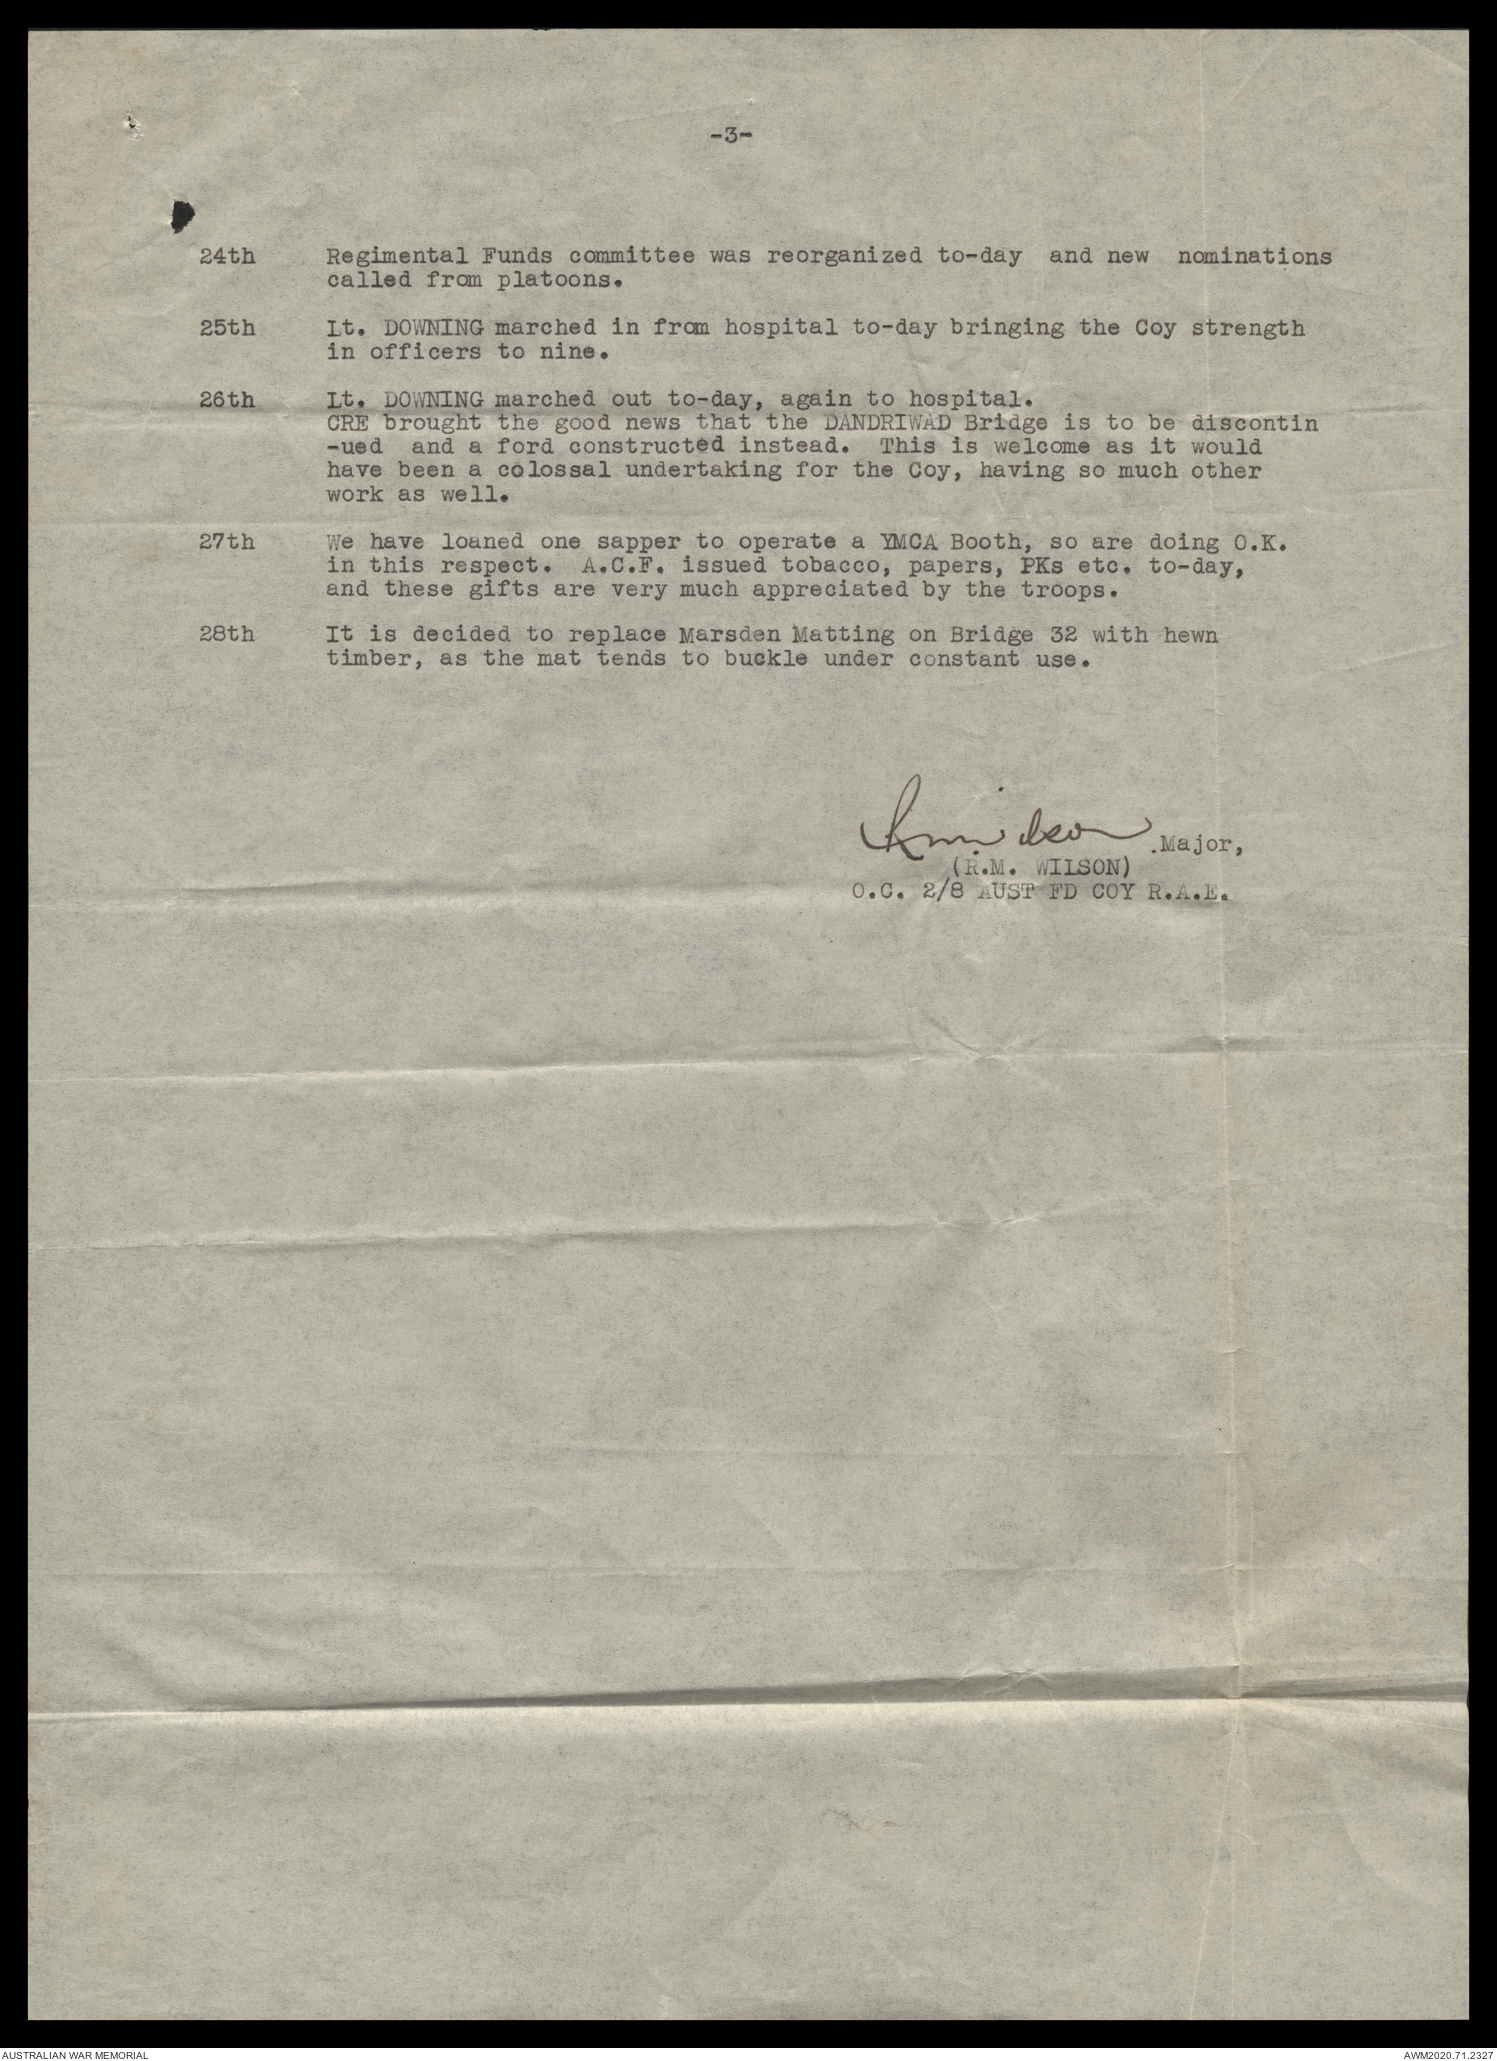 -3-
24th Regimental Funds committee was reorganized to-day and new nominations
called from platoons.
25th Lt. DOWNING marched in from hospital to-day bringing the Coy strength
in officers to nine.
26th Lt. DOWNING marched out to-day, again to hospital.
CRE brought the good news that the DANDRIWAD Bridge is to be discontin
-ued and a ford constructed instead. This is welcome as it would
have been a colossal undertaking for the Coy, having so much other
work as well.
27th We have loaned one sapper to operate a YMCA Booth, so are doing O.K.
in this respect. A.C.F. issued tobacco, papers, PKs etc. to-day,
and these gifts are very much appreciated by the troops.
28th It is decided to replace Marsden Matting on Bridge 32 with hewn
timber, as the mat tends to buckle under constant use.
RM Wilson .Major,
(R.M. WILSON)
O.C. 2/8 AUST FD COY R.A.E.
AUSTRALIAN WAR MEMORIAL AWM2020.71.2327